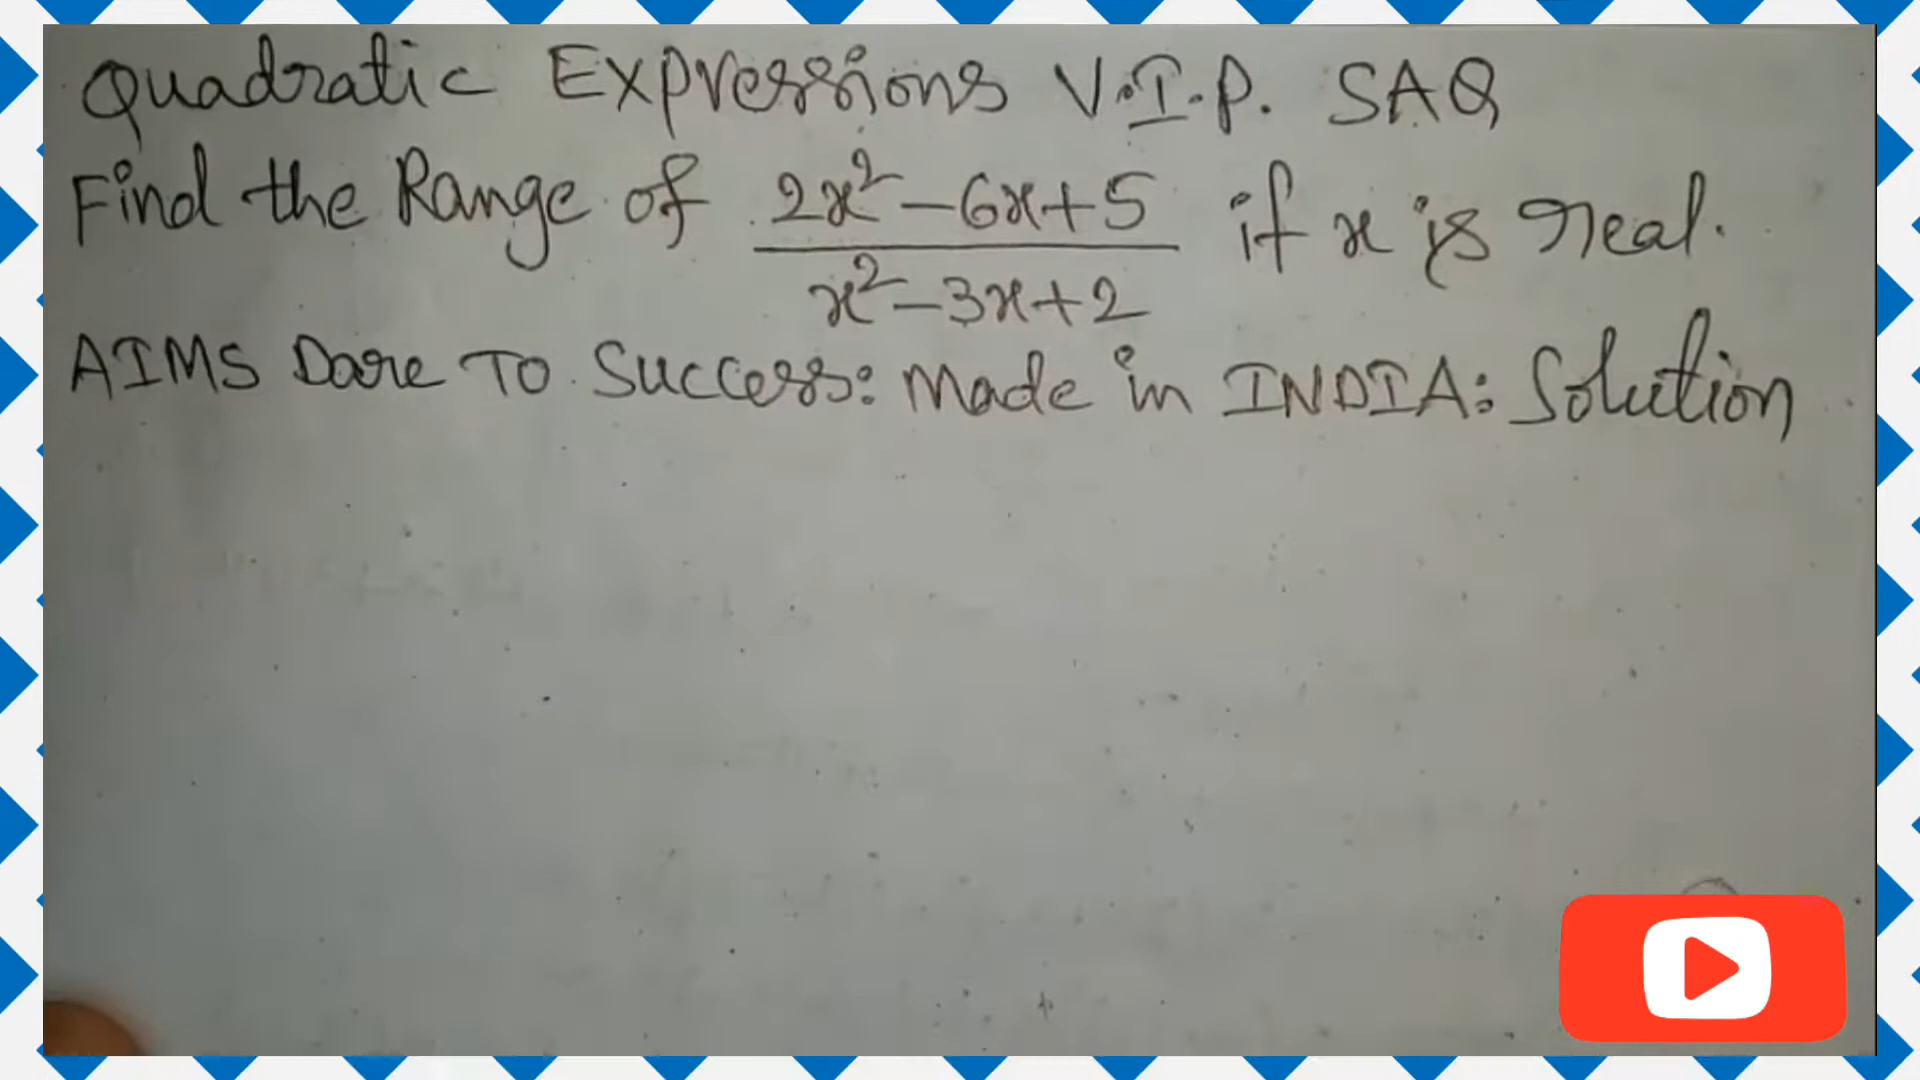 Quadratic Expressions V.I.P. SAQ
Find the Range of (2x²-6x+5)/(x²-3x+2) if x is real.
AIMS Dare To Success: Made in INDIA: Solution